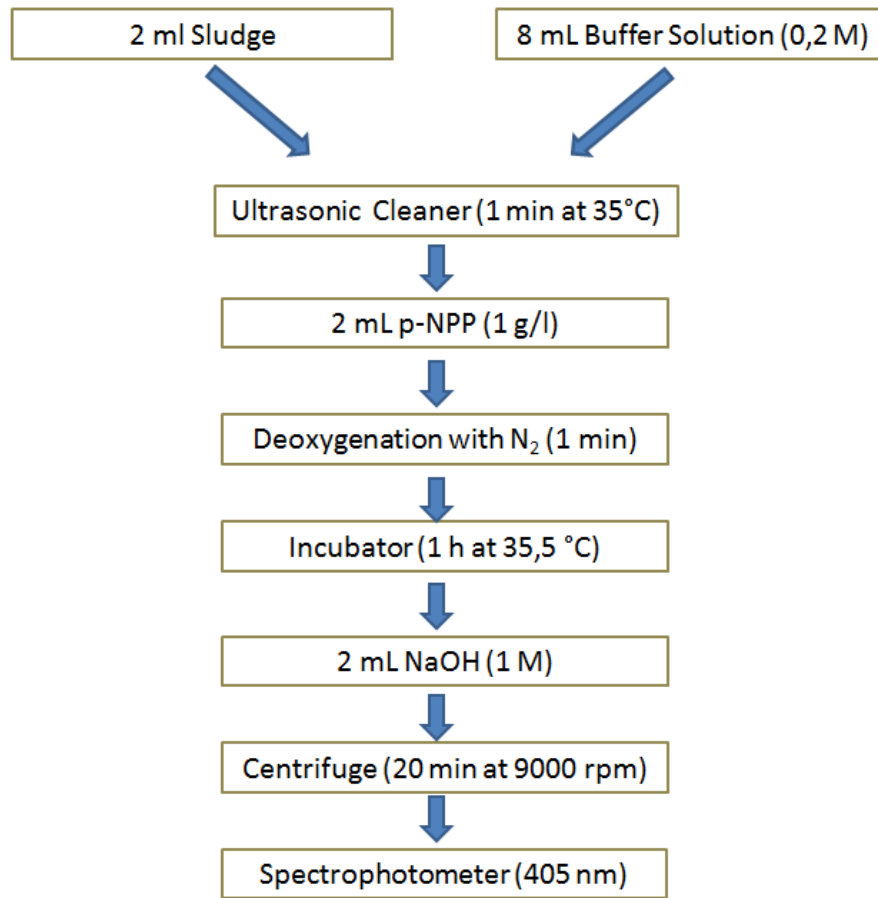 2 ml Sludge
8 mL Buffer Solution (0,2 M)
Ultrasonic Cleaner (1 min at 35°C)
2 mL p-NPP (1 g/l)
Deoxygenation with N₂ (1 min)
Incubator (1 h at 35,5 °C)
2 mL NaOH (1 M)
Centrifuge (20 min at 9000 rpm)
Spectrophotometer (405 nm)